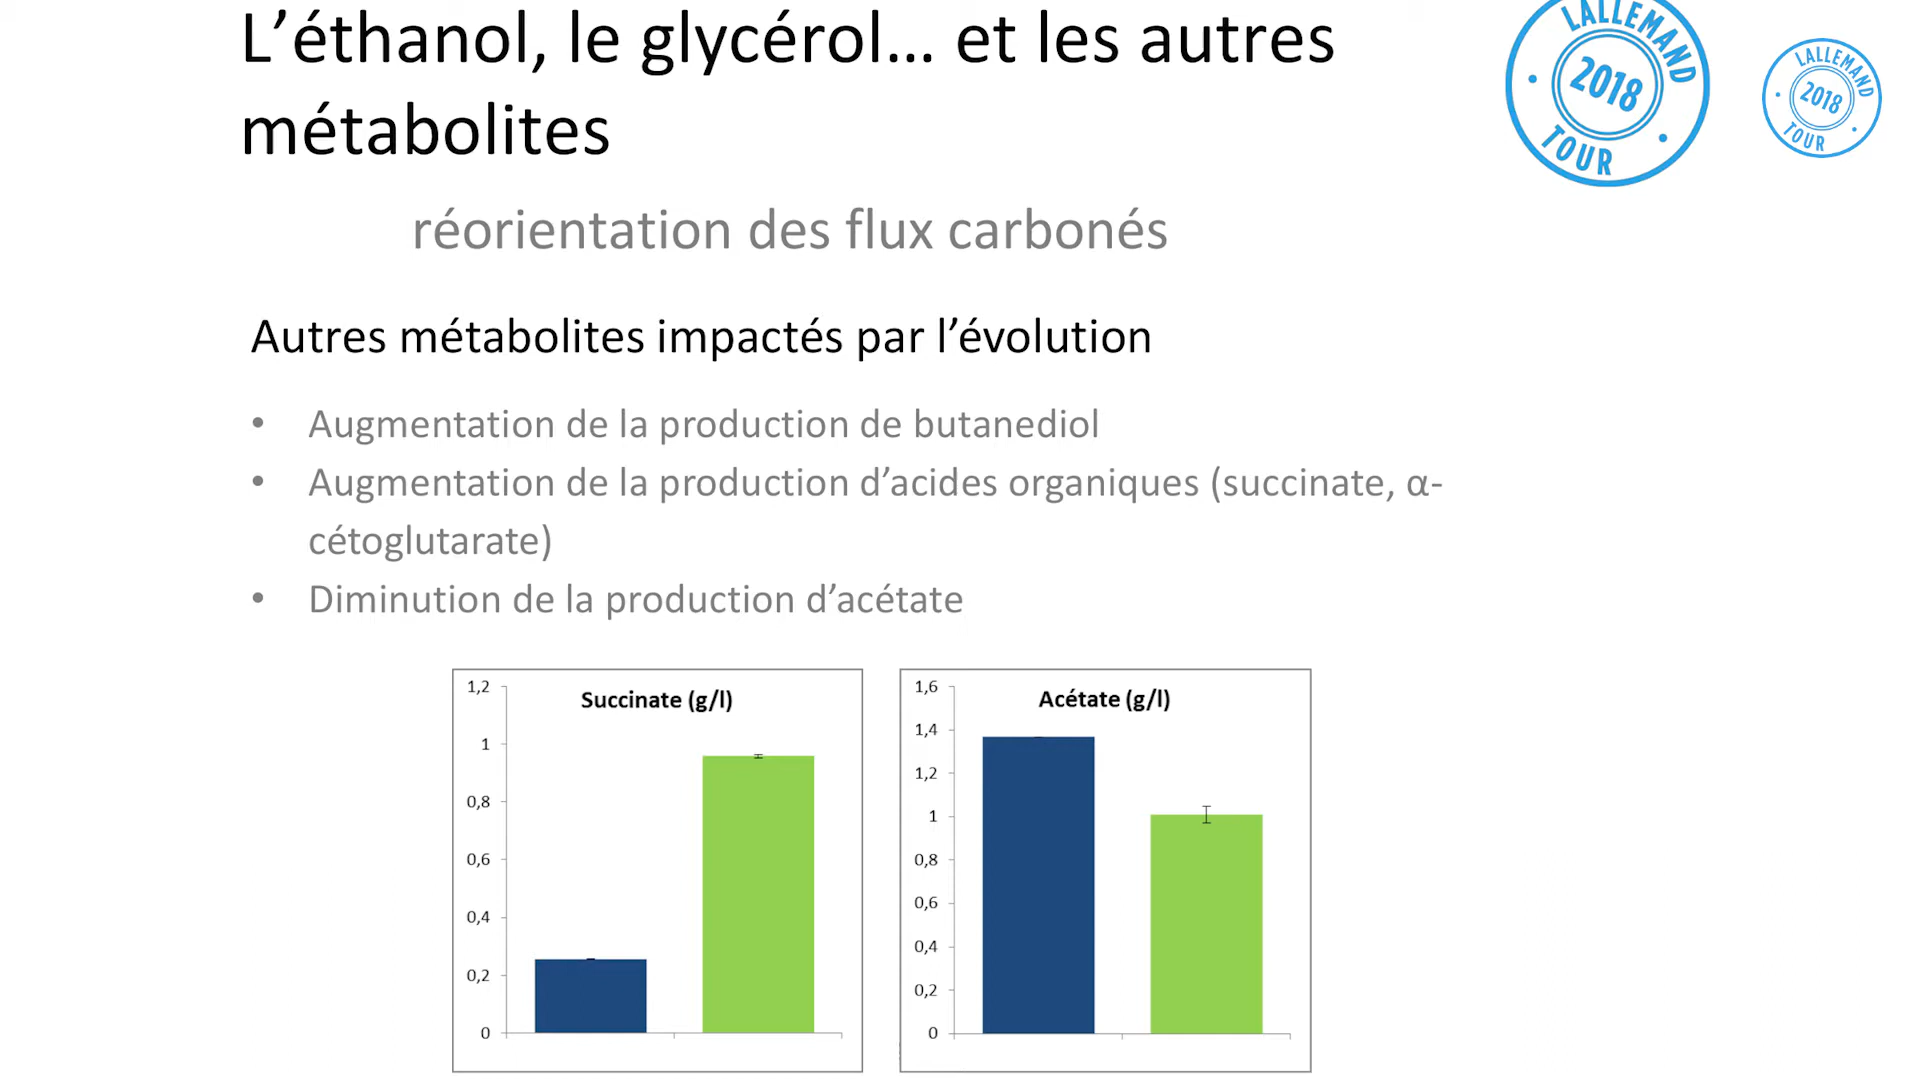 L’éthanol, le glycérol… et les autres
métabolites
LALLEMAND
2018
TOUR
LALLEMAND
2018
TOUR
réorientation des flux carbonés
Autres métabolites impactés par l’évolution
• Augmentation de la production de butanediol
• Augmentation de la production d’acides organiques (succinate, α-
cétoglutarate)
• Diminution de la production d’acétate
Succinate (g/l)
1,2
1
0,8
0,6
0,4
0,2
0
Acétate (g/l)
1,6
1,4
1,2
1
0,8
0,6
0,4
0,2
0